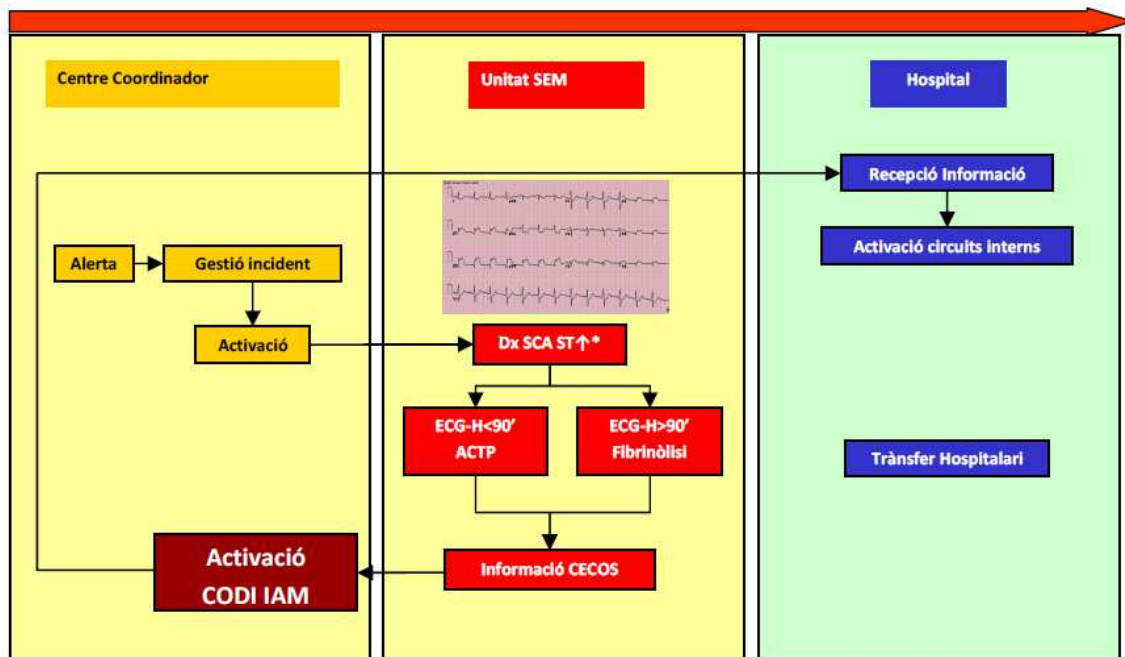 Centre Coordinador
Unitat SEM
Hospital
Recepció Informació
Activació circuits interns
Alerta
Gestió incident
Activació
Dx SCA ST↑*
ECG-H<90’
ACTP
ECG-H>90’
Fibrinòlisi
Trànsfer Hospitalari
Informació CECOS
Activació
CODI IAM